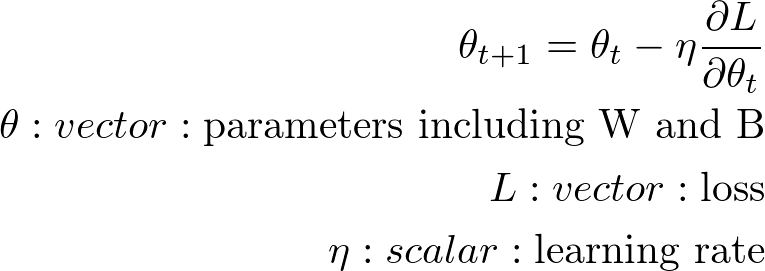 θ_{t+1} = θ_t − η ∂L/∂θ_t
θ : vector : parameters including W and B
L : vector : loss
η : scalar : learning rate